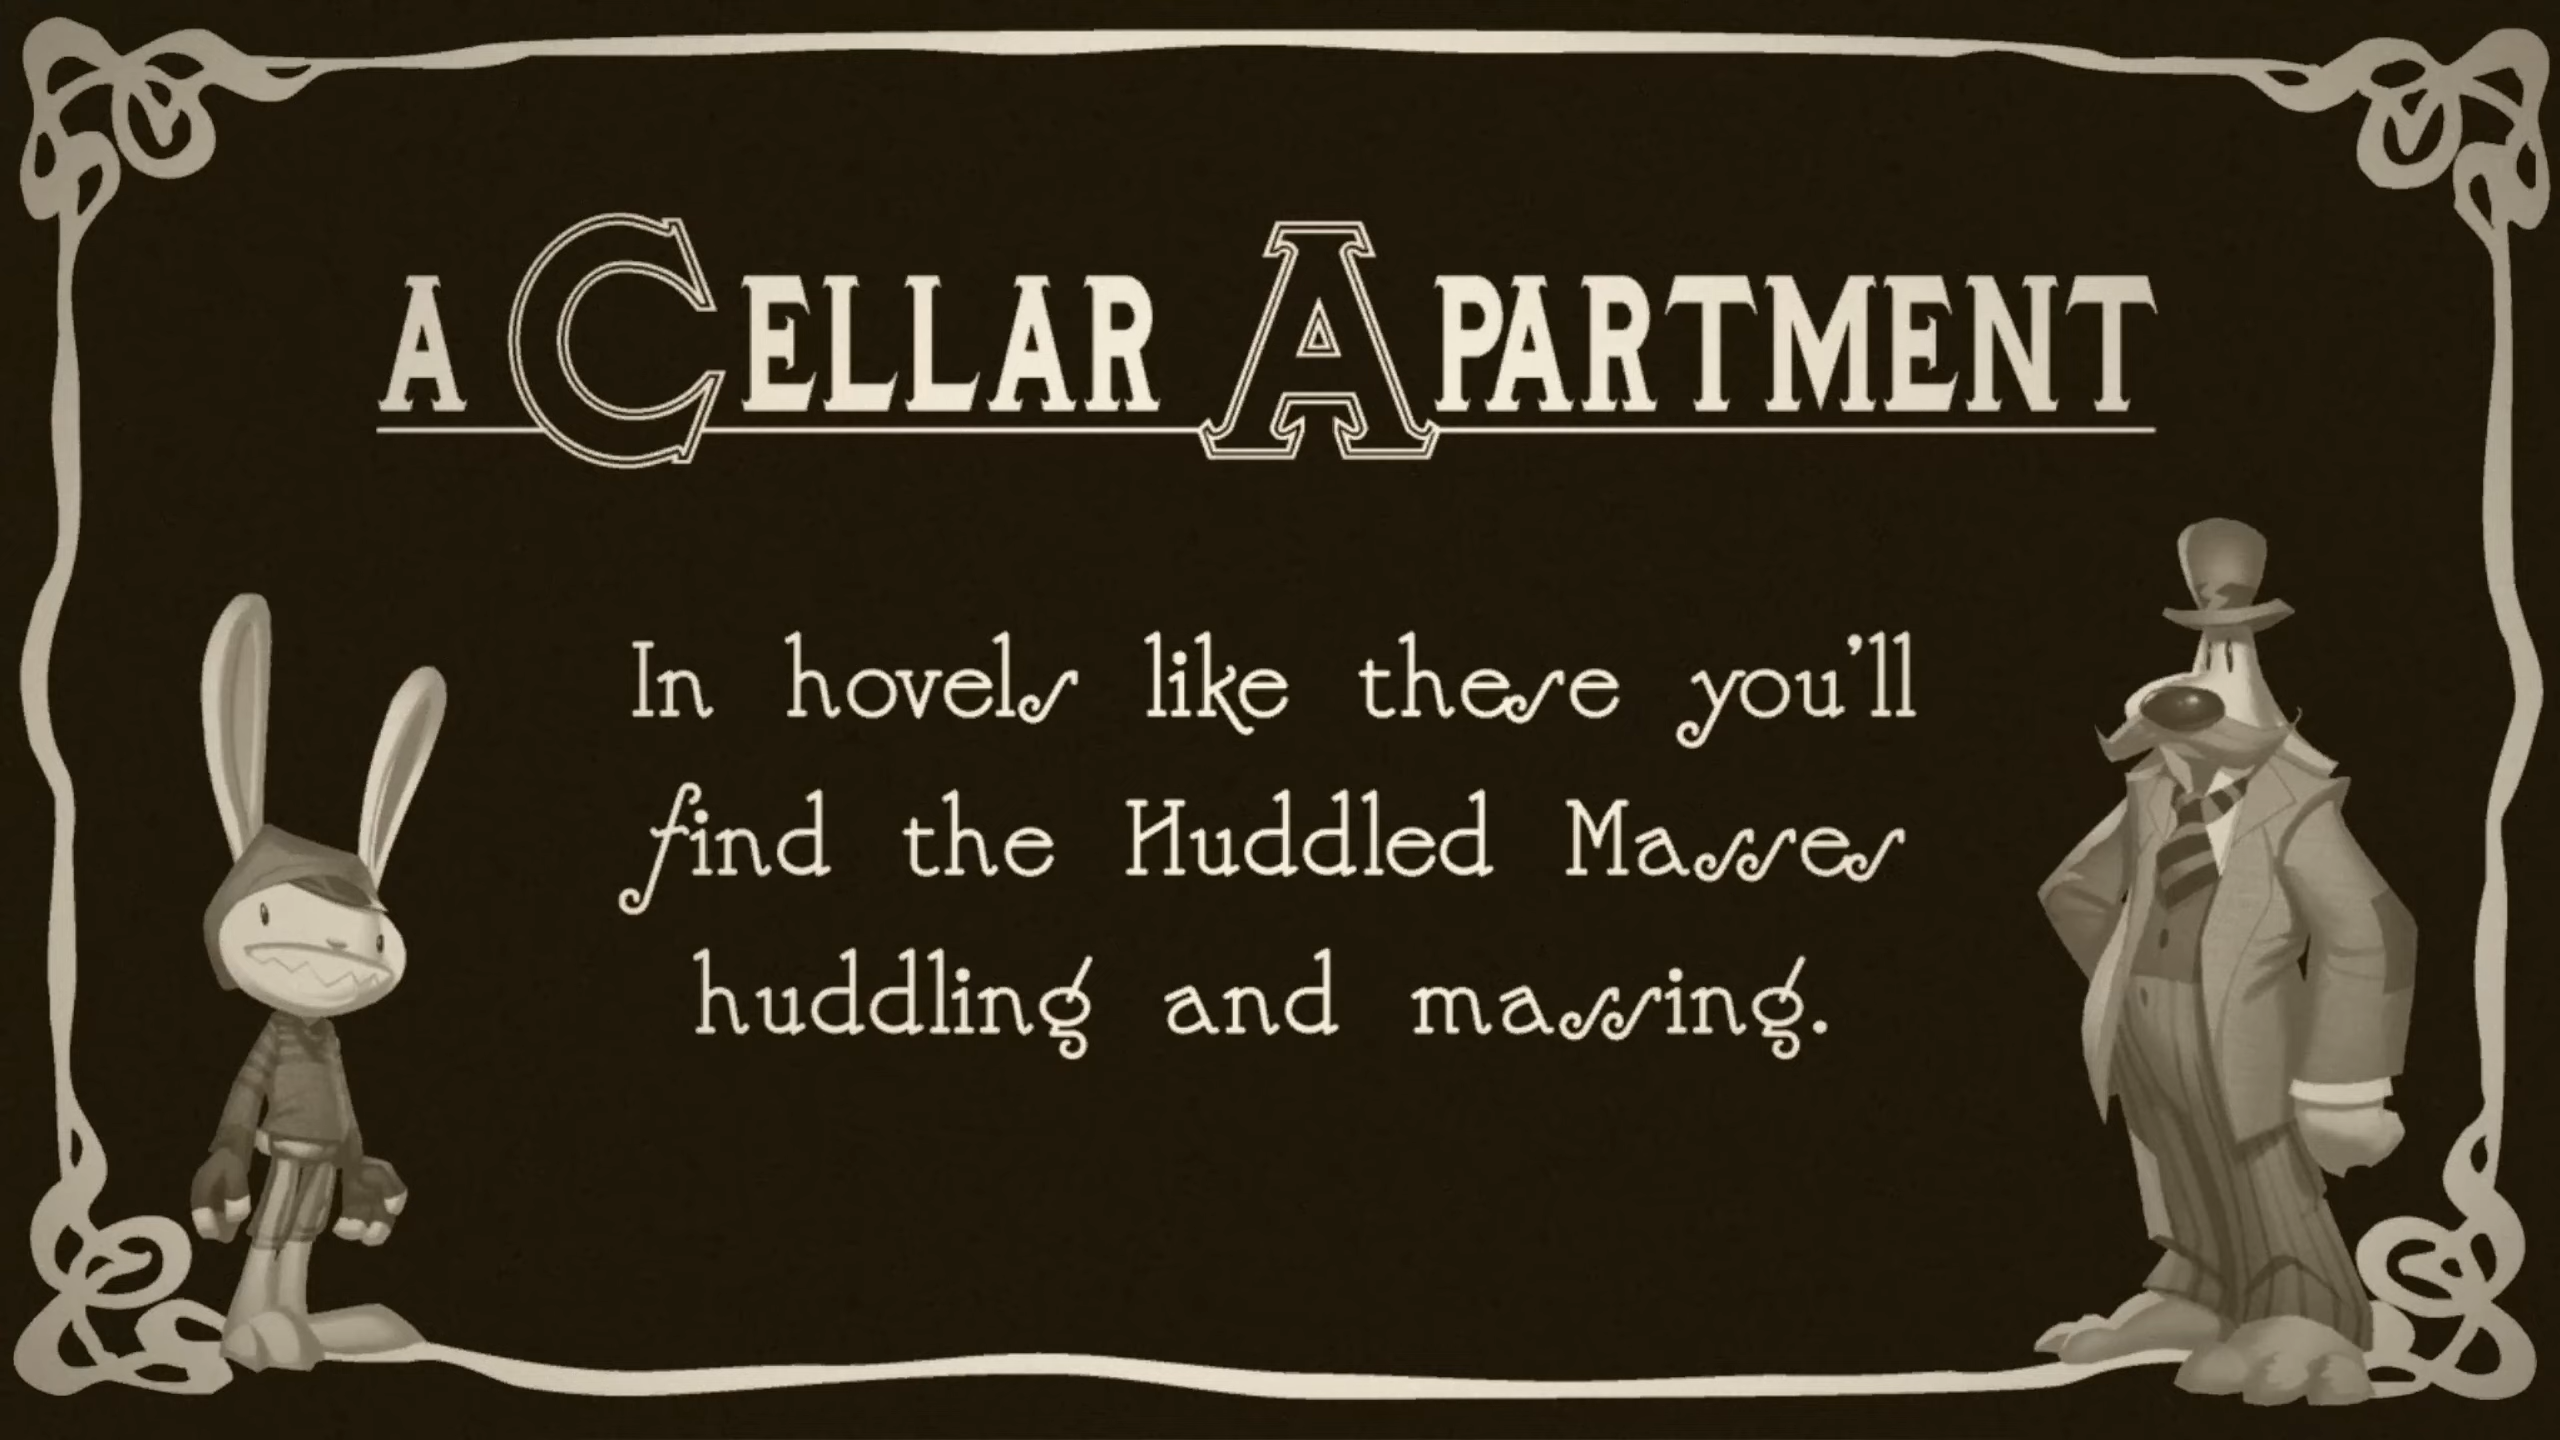 A CELLAR APARTMENT
In hovels like these you'll
find the Huddled Masses
huddling and massing.